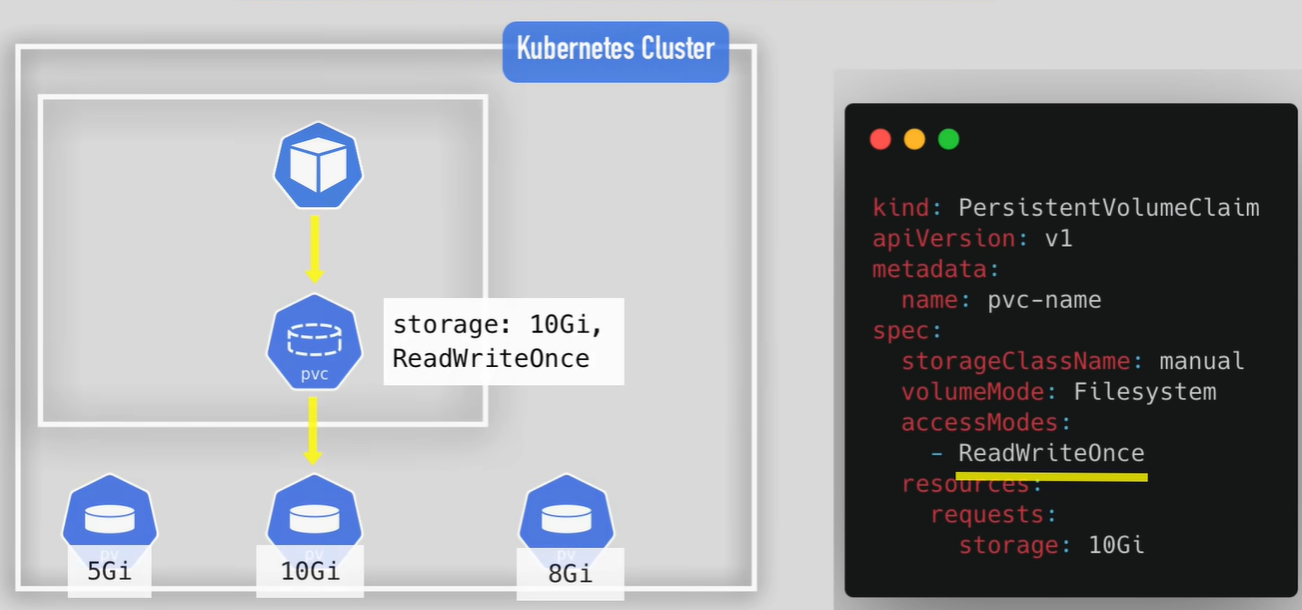 Kubernetes Cluster
pvc
storage: 10Gi,
ReadWriteOnce
pv
pv
pv
5Gi
10Gi
8Gi
kind: PersistentVolumeClaim
apiVersion: v1
metadata:
  name: pvc-name
spec:
  storageClassName: manual
  volumeMode: Filesystem
  accessModes:
    - ReadWriteOnce
  resources:
    requests:
      storage: 10Gi